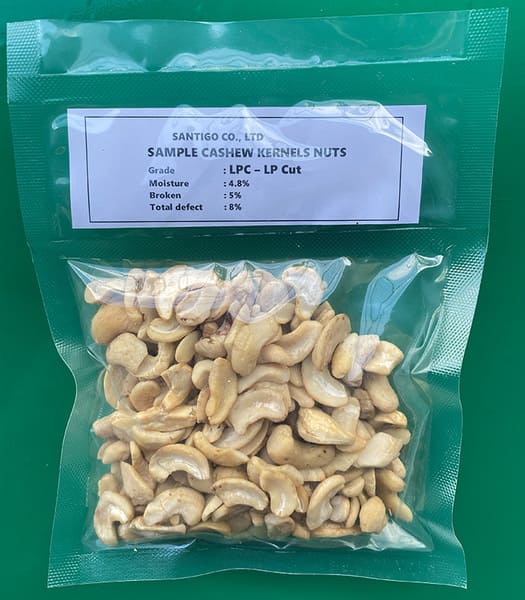 SANTIGO CO., LTD
SAMPLE CASHEW KERNELS NUTS
Grade : LPC – LP Cut
Moisture : 4.8%
Broken : 5%
Total defect : 8%